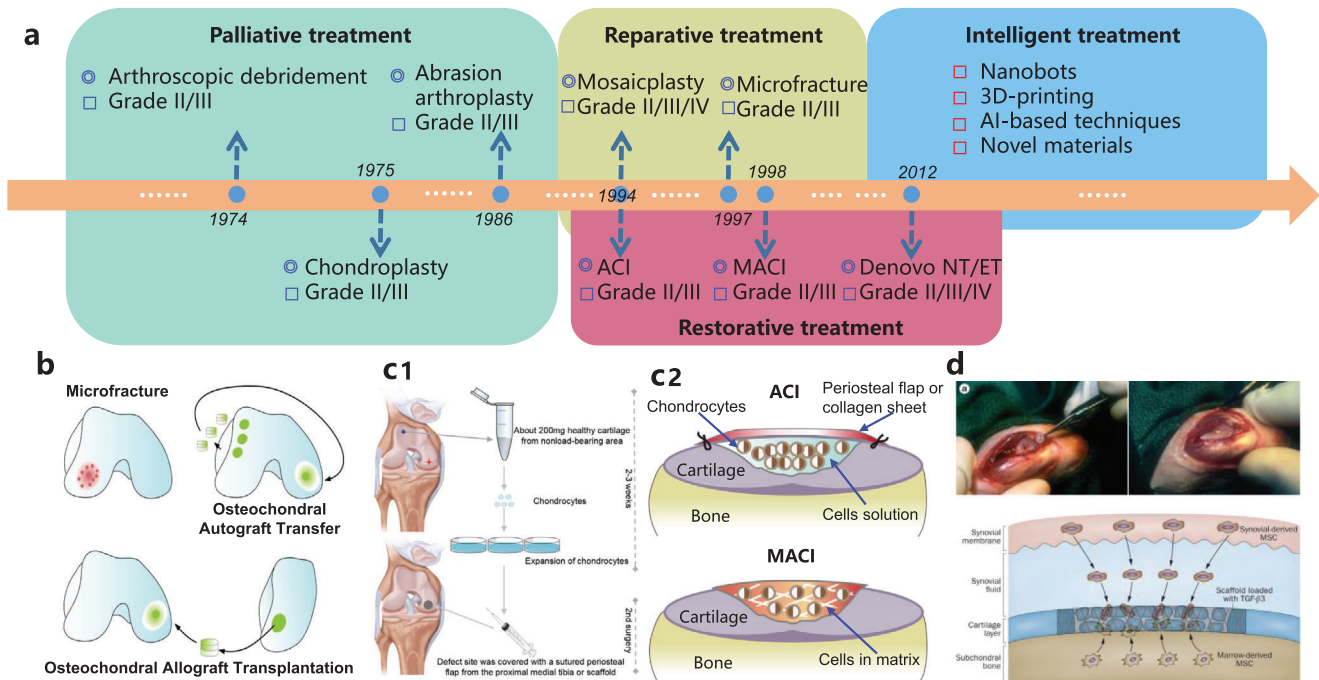 a
Palliative treatment
Reparative treatment
Intelligent treatment
Arthroscopic debridement
Grade II/III
Abrasion
arthroplasty
Grade II/III
Mosaicplasty
Grade II/III/IV
Microfracture
Grade II/III
Nanobots
3D-printing
AI-based techniques
Novel materials
1974
1975
1986
1994
1997
1998
2012
Chondroplasty
Grade II/III
ACI
Grade II/III
MACI
Grade II/III
Denovo NT/ET
Grade II/III/IV
Restorative treatment
b
Microfracture
Osteochondral
Autograft Transfer
Osteochondral Allograft Transplantation
c1
About 200mg healthy cartilage
from nonload-bearing area
Chondrocytes
Expansion of chondrocytes
2-3 weeks
2nd surgery
Defect site was covered with a sutured periosteal
flap from the proximal medial tibia or scaffold
c2
ACI
Chondrocytes
Periosteal flap or
collagen sheet
Cartilage
Bone
Cells solution
MACI
Cartilage
Bone
Cells in matrix
d
a
Synovial
membrane
Synovial-derived
MSC
Synovial
fluid
Scaffold loaded
with TGF-β3
Cartilage
layer
Subchondral
bone
Marrow-derived
MSC